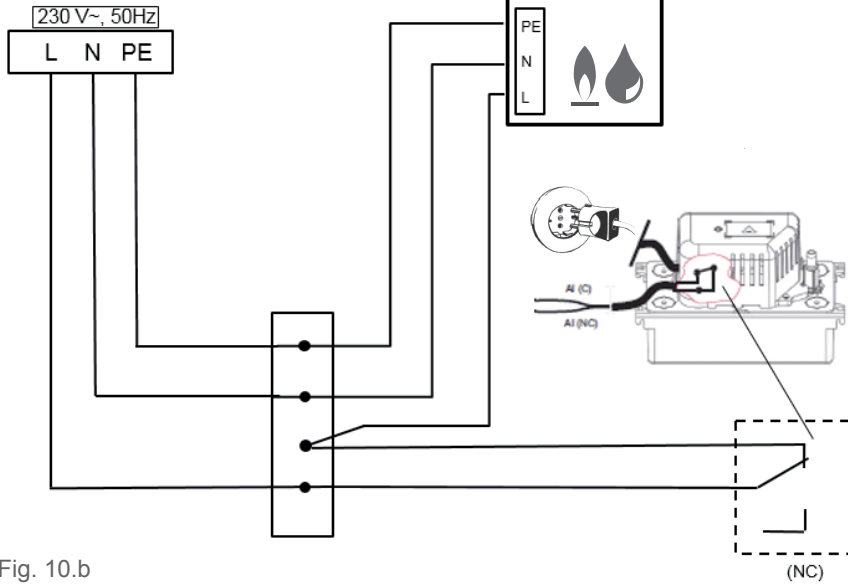 230 V~, 50Hz
L N PE
PE
N
L
Al (C)
Al (NC)
Fig. 10.b
(NC)